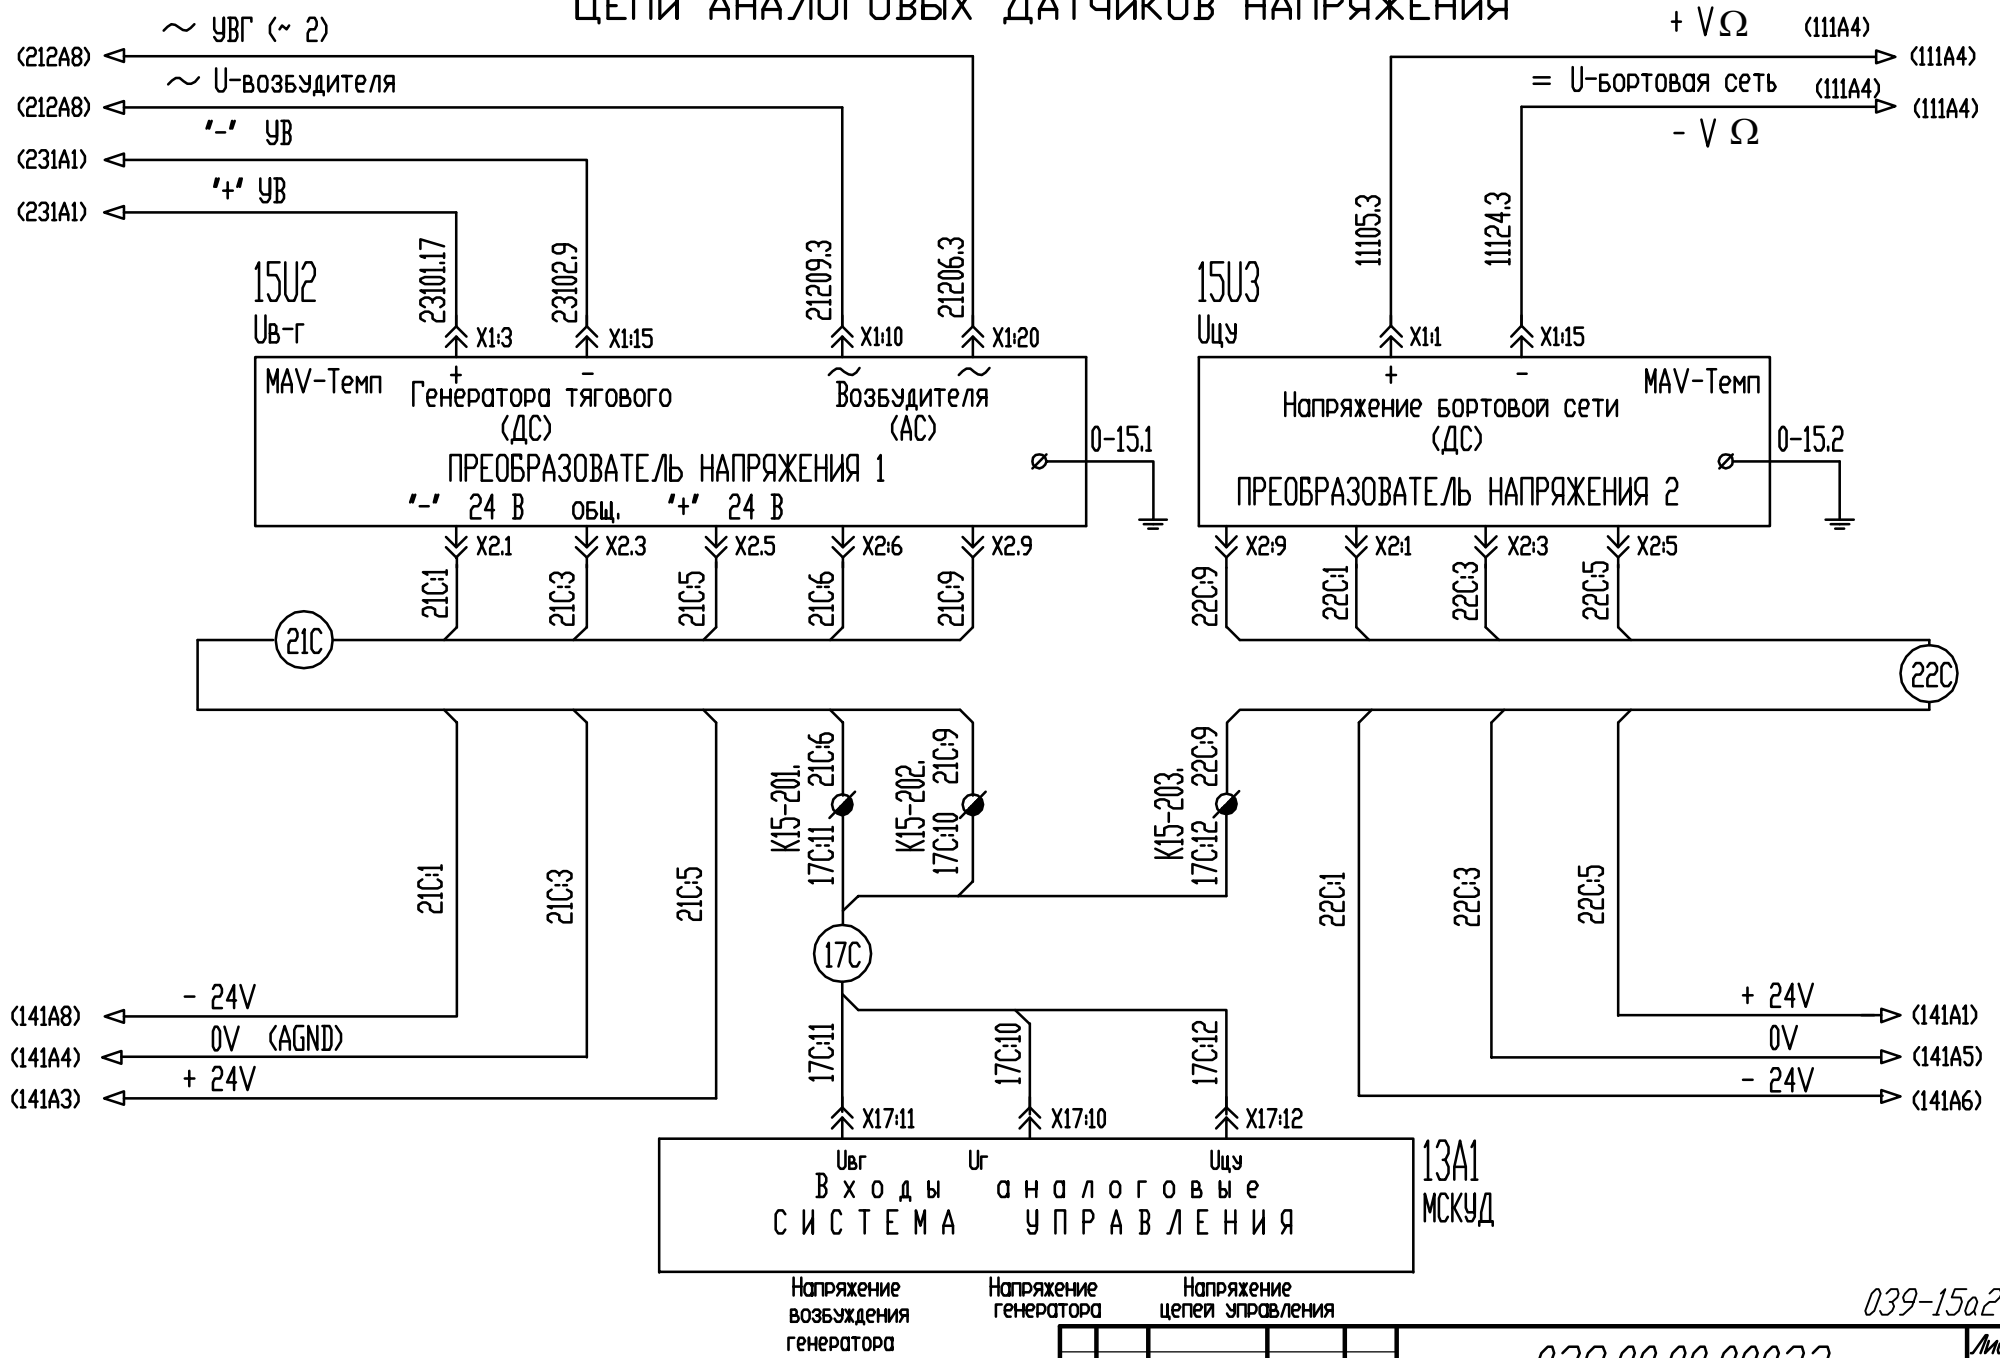 ЦЕПИ АНАЛОГОВЫХ ДАТЧИКОВ НАПРЯЖЕНИЯ
~ УВГ (~ 2)
(212А8)
~ U-возбудителя
(212А8)
"-" УВ
(231А1)
"+" УВ
(231А1)
+ V Ω (111А4)
(111А4)
= U-бортовая сеть (111А4)
(111А4)
- V Ω
23101.17
23102.9
21209.3
21206.3
11105.3
11124.3
15U2
Uв-г
X1:3
X1:15
X1:10
X1:20
15U3
Uцу
X1:1
X1:15
MAV-Темп
+ - ~ ~
Генератора тягового
(ДС)
Возбудителя
(АС)
ПРЕОБРАЗОВАТЕЛЬ НАПРЯЖЕНИЯ 1
"-" 24 В общ. "+" 24 В
0-15.1
+ -
MAV-Темп
Напряжение бортовой сети
(ДС)
ПРЕОБРАЗОВАТЕЛЬ НАПРЯЖЕНИЯ 2
0-15.2
X2.1
X2.3
X2.5
X2:6
X2.9
X2:9
X2:1
X2:3
X2:5
21С:1
21С:3
21С:5
21С:6
21С:9
22С:9
22С:1
22С:3
22С:5
21С
22С
К15-201.
21С:6
17С:11
К15-202.
21С:9
17С:10
К15-203.
22С:9
17С:12
21С:1
21С:3
21С:5
22С:1
22С:3
22С:5
17С
- 24V
(141А8)
0V (AGND)
(141А4)
+ 24V
(141А3)
+ 24V
(141А1)
0V
(141А5)
- 24V
(141А6)
17С:11
17С:10
17С:12
X17:11
X17:10
X17:12
Uвг Uг Uцу
Входы аналоговые
СИСТЕМА УПРАВЛЕНИЯ
13А1
МСКУД
Напряжение
возбуждения
генератора
Напряжение
генератора
Напряжение
цепей управления
039-15а2